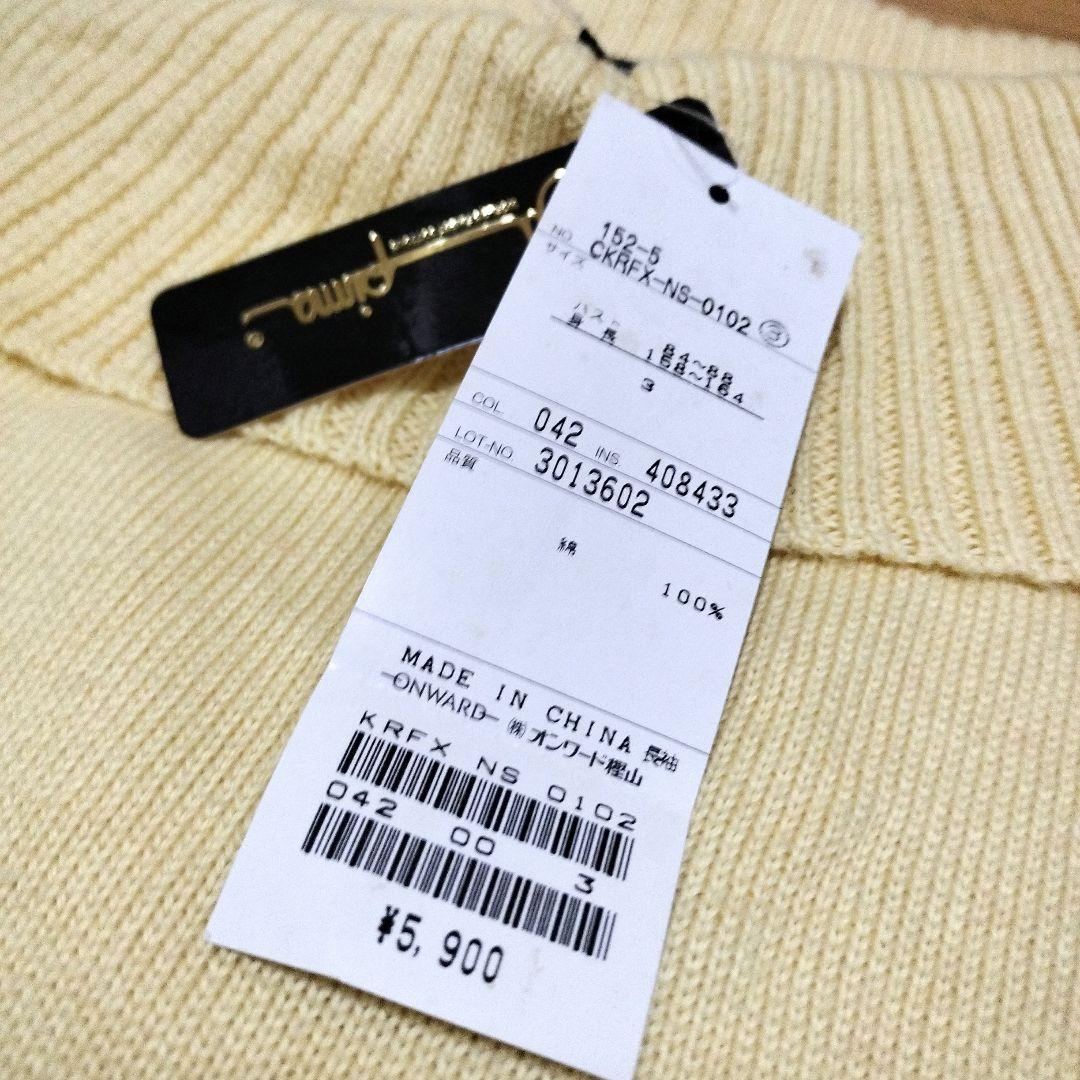 152-5
NO. CKRFX-NS-0102 ③
サイズ
バスト 84~88
身長 158~164
3
COL. 042 INS. 408433
LOT-NO. 3013602
品質
綿
100%
MADE IN CHINA 長袖
ONWARD ㈱オンワード樫山
KRFX NS 0102
042 00 3
¥5,900
pima